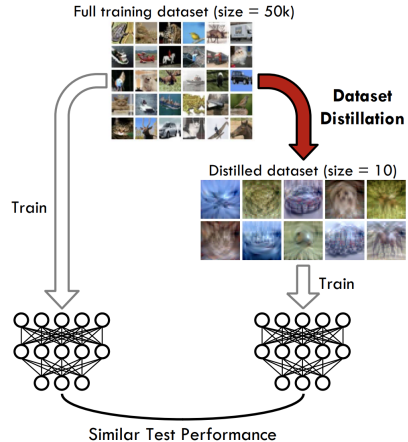 Full training dataset (size = 50k)
Dataset
Distillation
Distilled dataset (size = 10)
Train
Train
Similar Test Performance